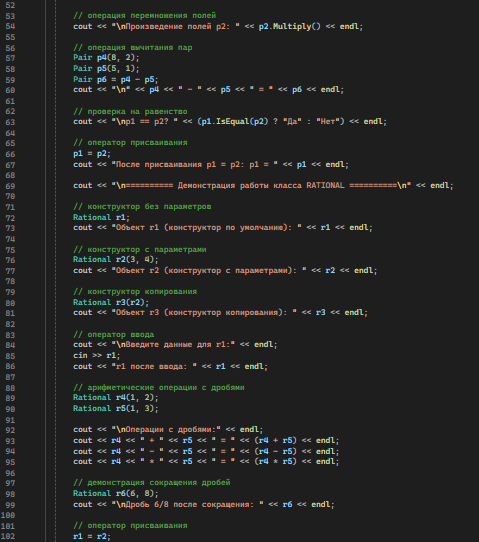 52
53 // операция перемножения полей
54 cout << "\nПроизведение полей p2: " << p2.Multiply() << endl;
55
56 // операция вычитания пар
57 Pair p4(8, 2);
58 Pair p5(5, 1);
59 Pair p6 = p4 - p5;
60 cout << "\n" << p4 << " - " << p5 << " = " << p6 << endl;
61
62 // проверка на равенство
63 cout << "\np1 == p2? " << (p1.IsEqual(p2) ? "Да" : "Нет") << endl;
64
65 // оператор присваивания
66 p1 = p2;
67 cout << "После присваивания p1 = p2: p1 = " << p1 << endl;
68
69 cout << "\n========== Демонстрация работы класса RATIONAL ==========\n" << endl;
70
71 // конструктор без параметров
72 Rational r1;
73 cout << "Объект r1 (конструктор по умолчанию): " << r1 << endl;
74
75 // конструктор с параметрами
76 Rational r2(3, 4);
77 cout << "Объект r2 (конструктор с параметрами): " << r2 << endl;
78
79 // конструктор копирования
80 Rational r3(r2);
81 cout << "Объект r3 (конструктор копирования): " << r3 << endl;
82
83 // оператор ввода
84 cout << "\nВведите данные для r1:" << endl;
85 cin >> r1;
86 cout << "r1 после ввода: " << r1 << endl;
87
88 // арифметические операции с дробями
89 Rational r4(1, 2);
90 Rational r5(1, 3);
91
92 cout << "\nОперации с дробями:" << endl;
93 cout << r4 << " + " << r5 << " = " << (r4 + r5) << endl;
94 cout << r4 << " - " << r5 << " = " << (r4 - r5) << endl;
95 cout << r4 << " * " << r5 << " = " << (r4 * r5) << endl;
96
97 // демонстрация сокращения дробей
98 Rational r6(6, 8);
99 cout << "\nДробь 6/8 после сокращения: " << r6 << endl;
100
101 // оператор присваивания
102 r1 = r2;